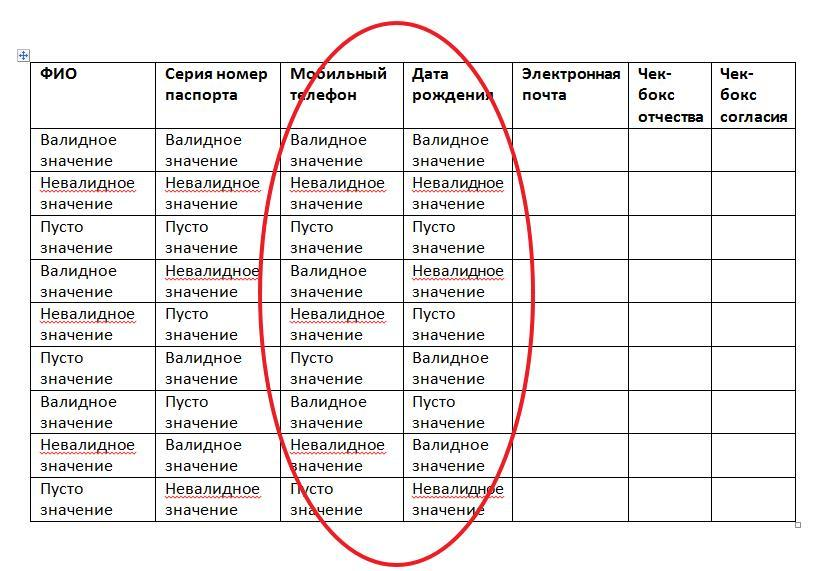 ФИО Серия номер паспорта Мобильный телефон Дата рождения Электронная почта Чек-бокс отчества Чек-бокс согласия
Валидное значение Валидное значение Валидное значение Валидное значение
Невалидное значение Невалидное значение Невалидное значение Невалидное значение
Пусто значение Пусто значение Пусто значение Пусто значение
Валидное значение Невалидное значение Валидное значение Невалидное значение
Невалидное значение Пусто значение Невалидное значение Пусто значение
Пусто значение Валидное значение Пусто значение Валидное значение
Валидное значение Пусто значение Валидное значение Пусто значение
Невалидное значение Валидное значение Невалидное значение Валидное значение
Пусто значение Невалидное значение Пусто значение Невалидное значение